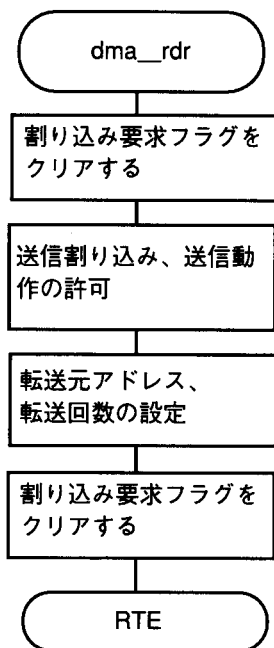 dma__rdr
割り込み要求フラグを
クリアする
送信割り込み、送信動
作の許可
転送元アドレス、
転送回数の設定
割り込み要求フラグを
クリアする
RTE